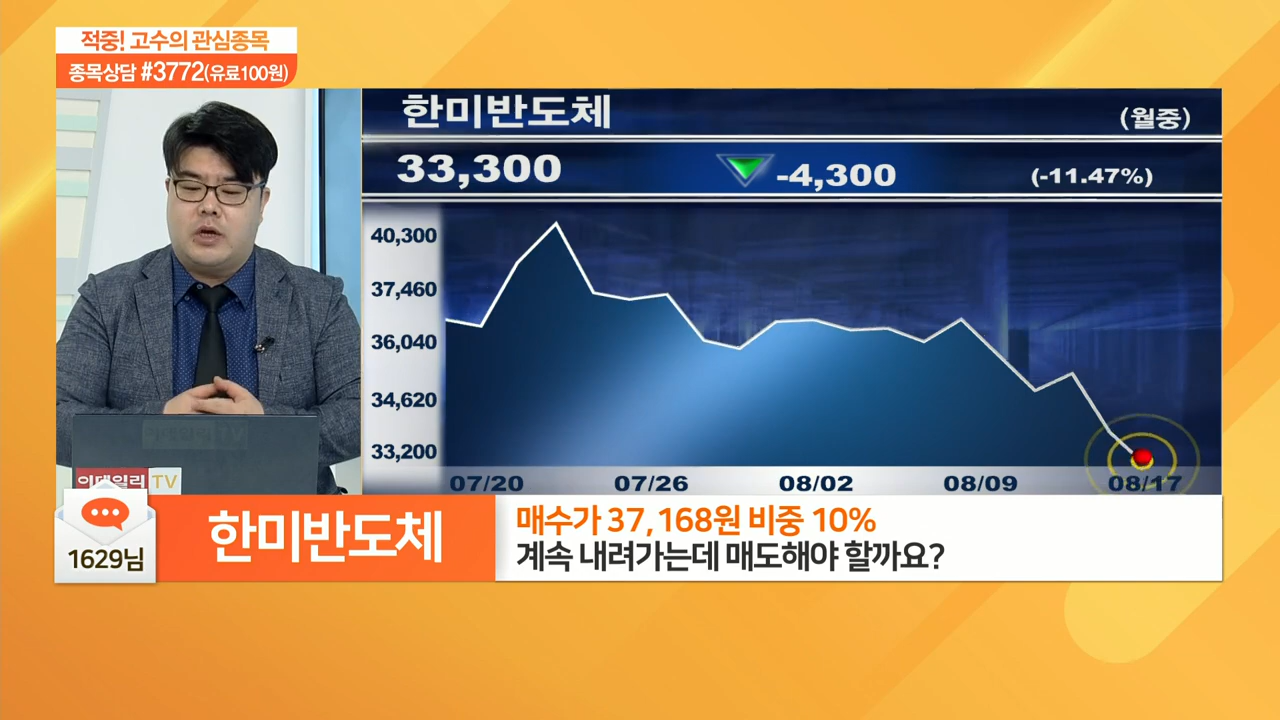 적중! 고수의 관심종목
종목상담 #3772(유료100원)
한미반도체
(월중)
33,300
-4,300
(-11.47%)
40,300
37,460
36,040
34,620
33,200
07/20
07/26
08/02
08/09
08/17
이데일리 TV
1629님
한미반도체
매수가 37,168원 비중 10%
계속 내려가는데 매도해야 할까요?